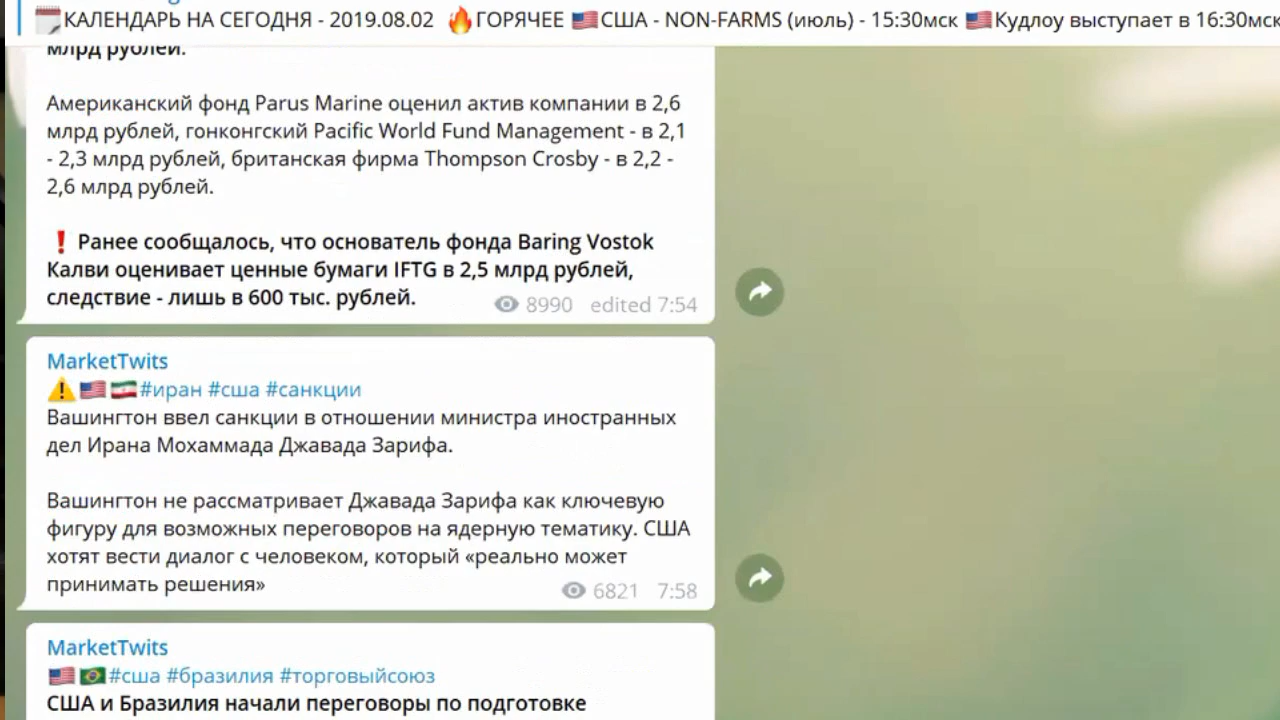 КАЛЕНДАРЬ НА СЕГОДНЯ - 2019.08.02 ГОРЯЧЕЕ США - NON-FARMS (июль) - 15:30мск Кудлоу выступает в 16:30мск
млрд рублей.
Американский фонд Parus Marine оценил актив компании в 2,6
млрд рублей, гонконгский Pacific World Fund Management - в 2,1
- 2,3 млрд рублей, британская фирма Thompson Crosby - в 2,2 -
2,6 млрд рублей.
❗ Ранее сообщалось, что основатель фонда Baring Vostok
Калви оценивает ценные бумаги IFTG в 2,5 млрд рублей,
следствие - лишь в 600 тыс. рублей.
8990 edited 7:54
MarketTwits
⚠️🇺🇸🇮🇷#иран #сша #санкции
Вашингтон ввел санкции в отношении министра иностранных
дел Ирана Мохаммада Джавада Зарифа.
Вашингтон не рассматривает Джавада Зарифа как ключевую
фигуру для возможных переговоров на ядерную тематику. США
хотят вести диалог с человеком, который «реально может
принимать решения»
6821 7:58
MarketTwits
🇺🇸🇧🇷#сша #бразилия #торговыйсоюз
США и Бразилия начали переговоры по подготовке